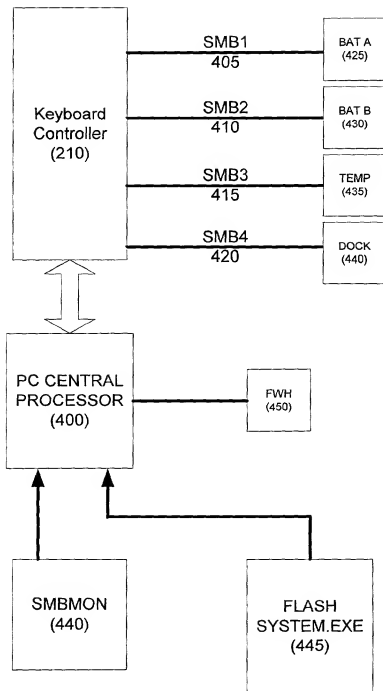 Keyboard
Controller
(210)
SMB1
405
BAT A
(425)
SMB2
410
BAT B
(430)
SMB3
415
TEMP
(435)
SMB4
420
DOCK
(440)
PC CENTRAL
PROCESSOR
(400)
FWH
(450)
SMBMON
(440)
FLASH
SYSTEM.EXE
(445)